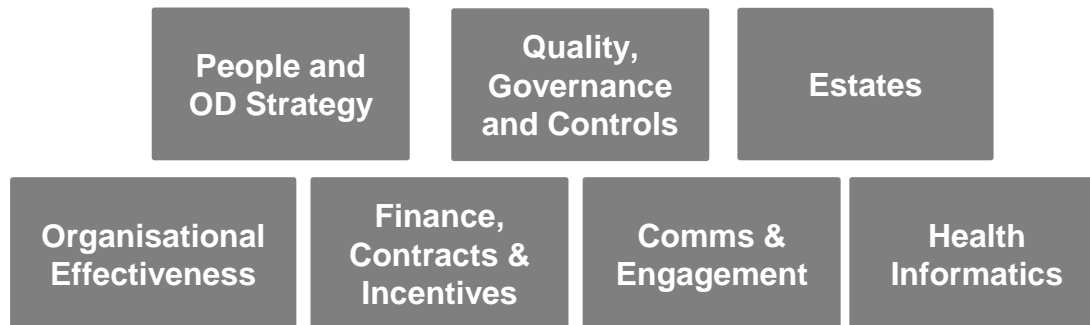 People and
OD Strategy
Quality,
Governance
and Controls
Estates
Organisational
Effectiveness
Finance,
Contracts &
Incentives
Comms &
Engagement
Health
Informatics